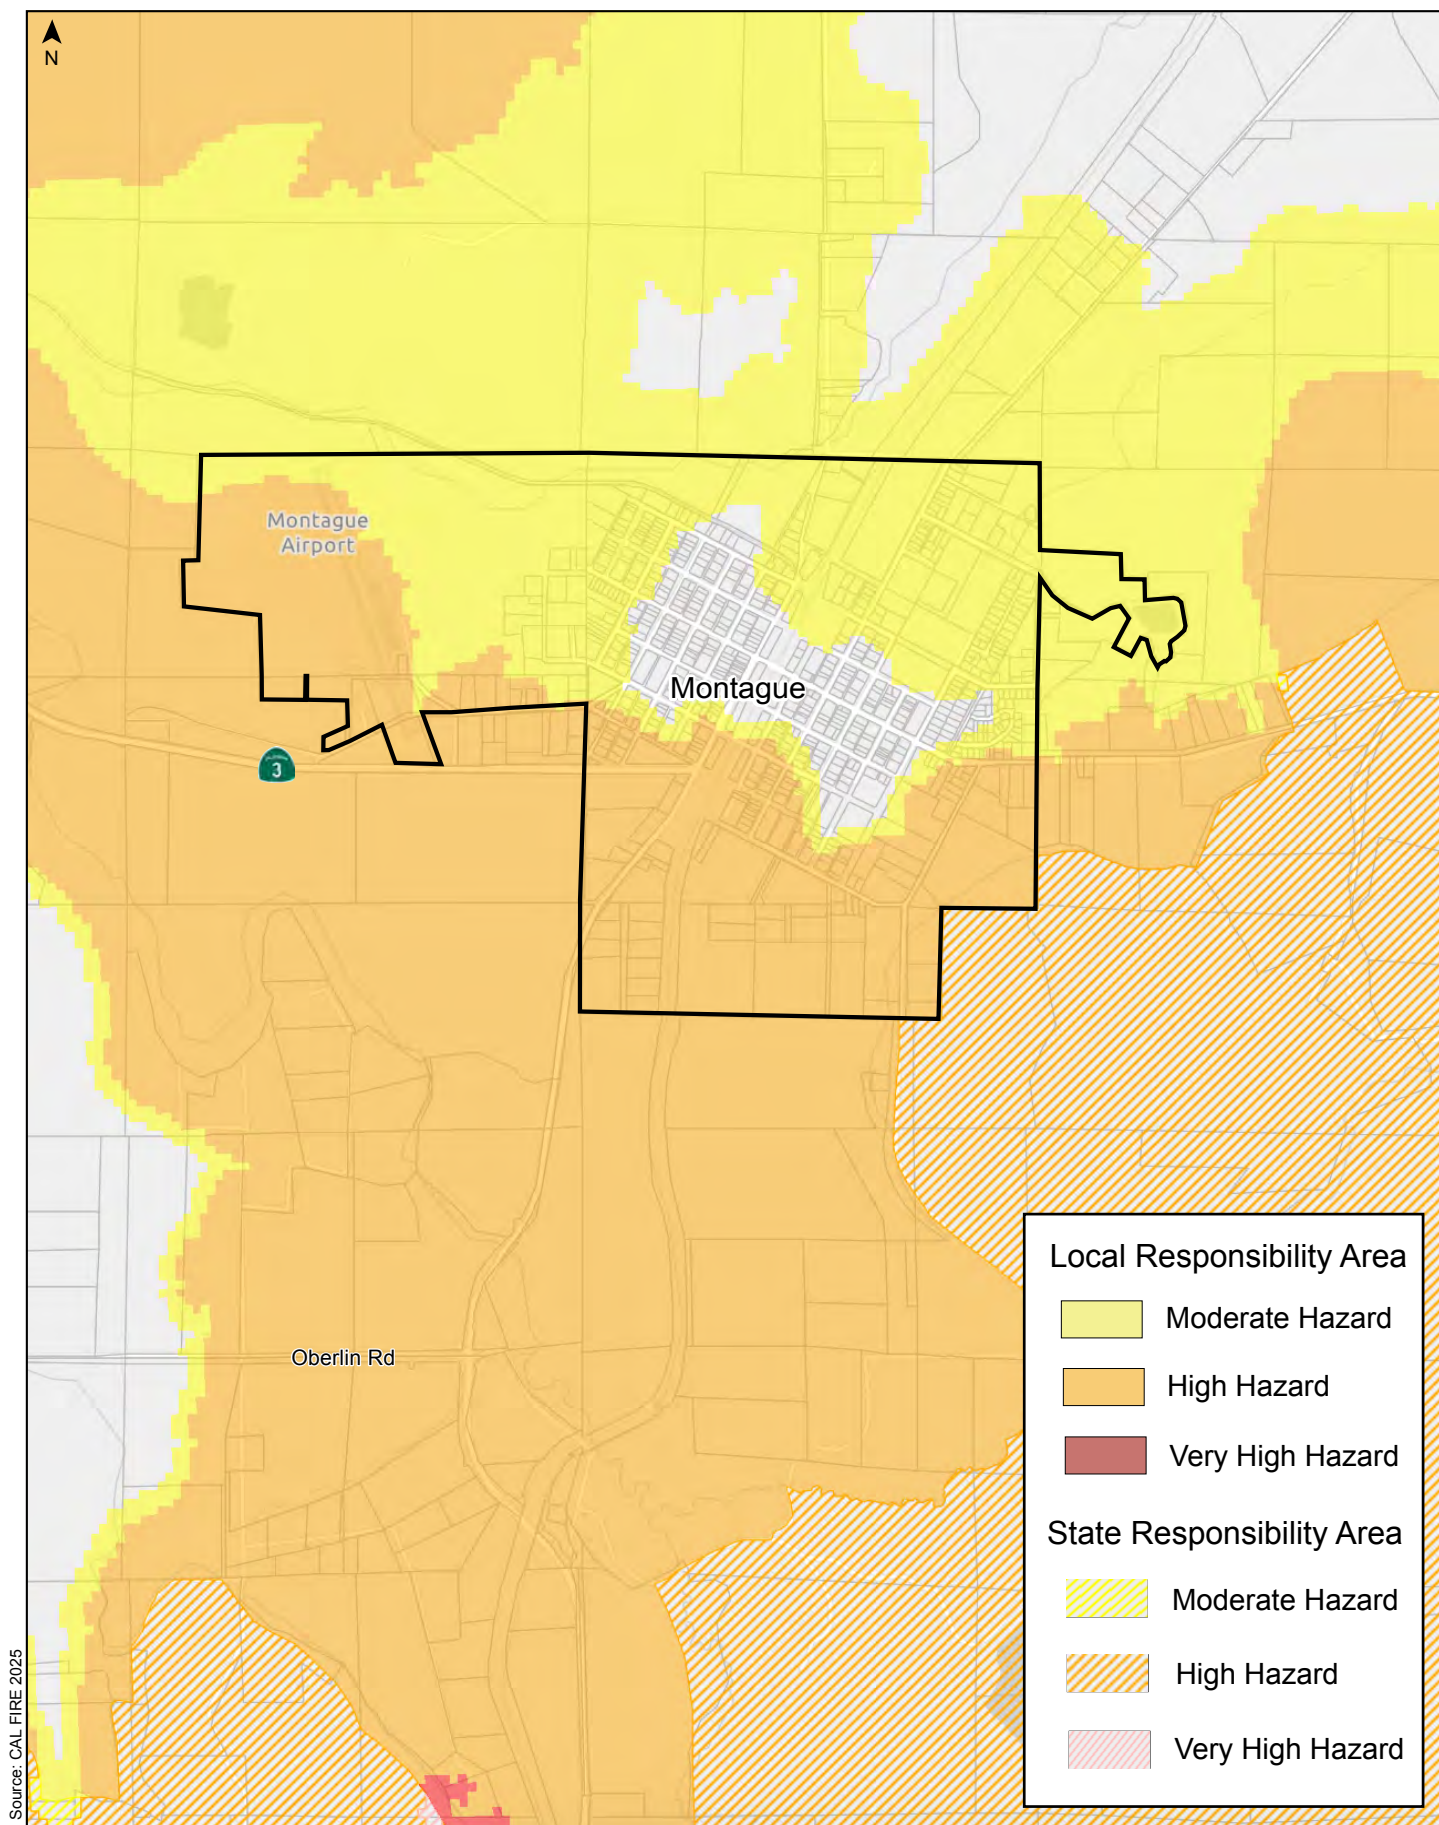 N
Montague
Airport
Montague
3
Oberlin Rd
Local Responsibility Area
Moderate Hazard
High Hazard
Very High Hazard
State Responsibility Area
Moderate Hazard
High Hazard
Very High Hazard
Source: CAL FIRE 2025